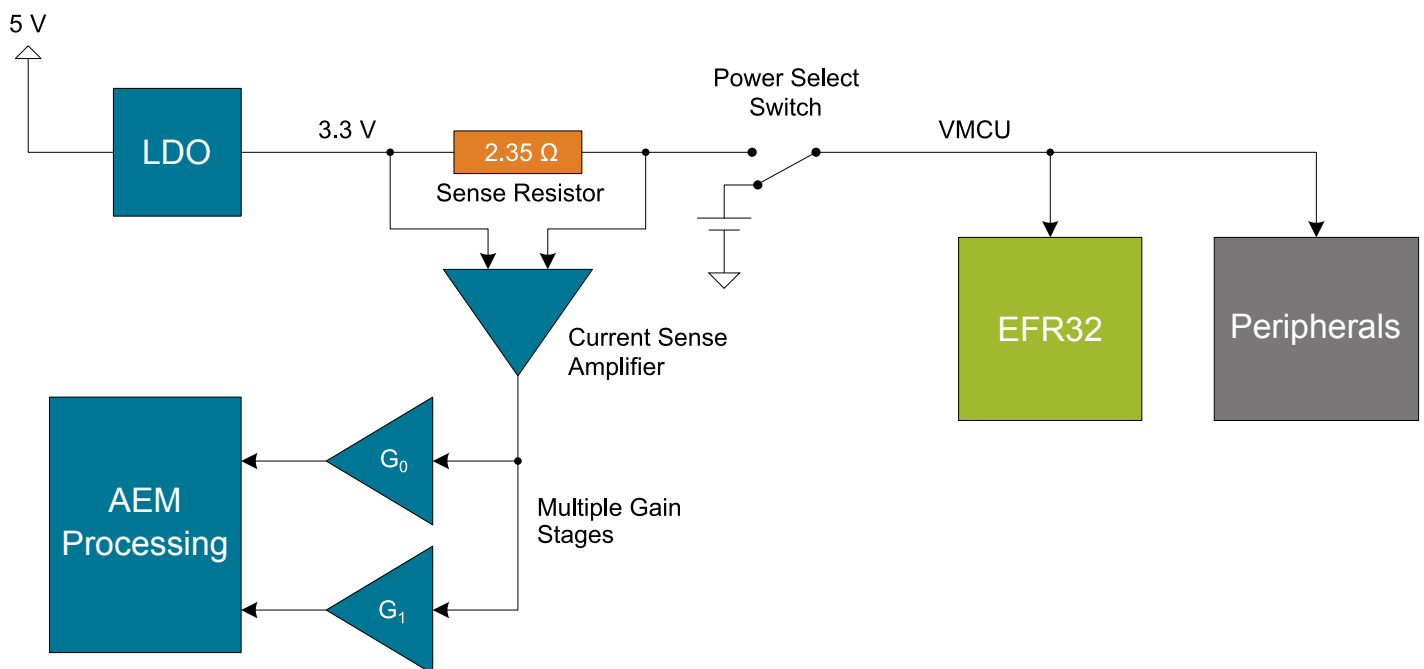 5 V
LDO
3.3 V
2.35 Ω
Sense Resistor
Power Select
Switch
VMCU
EFR32
Peripherals
Current Sense
Amplifier
AEM
Processing
G0
Multiple Gain
Stages
G1